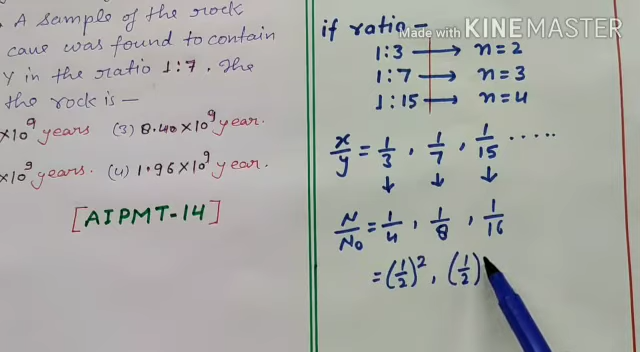 . A sample of the rock
cave was found to contain
Y in the ratio 1:7. The
the rock is —
×10⁹ years (3) 8.40×10⁹ year.
×10⁹ years. (4) 1.96×10⁹ year.
[AIPMT-14]
Made with KINEMASTER
if ratio -
1:3 → n=2
1:7 → n=3
1:15 → n=4
x/y = 1/3, 1/7, 1/15 .....
↓ ↓ ↓
N/N₀ = 1/4, 1/8, 1/16
= (1/2)², (1/2)